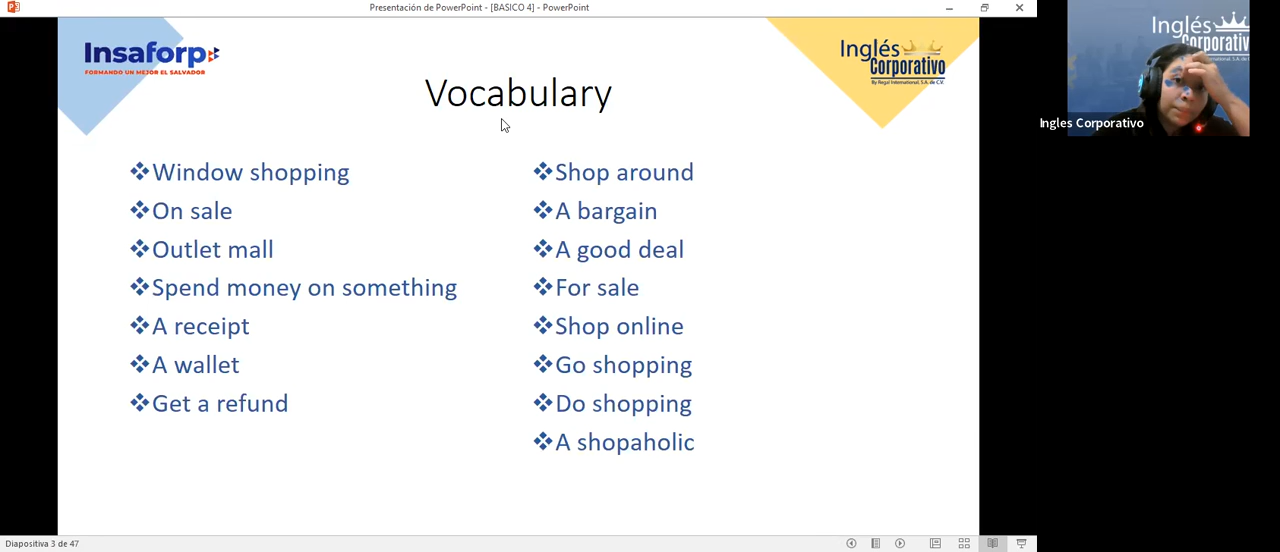 Presentación de PowerPoint - [BASICO 4] - PowerPoint
Insaforp
FORMANDO UN MEJOR EL SALVADOR
Inglés
Corporativo
By Regal International, S.A. de C.V.
Vocabulary
Window shopping
On sale
Outlet mall
Spend money on something
A receipt
A wallet
Get a refund
Shop around
A bargain
A good deal
For sale
Shop online
Go shopping
Do shopping
A shopaholic
Diapositiva 3 de 47
Inglés
Corporativo
Ingles Corporativo